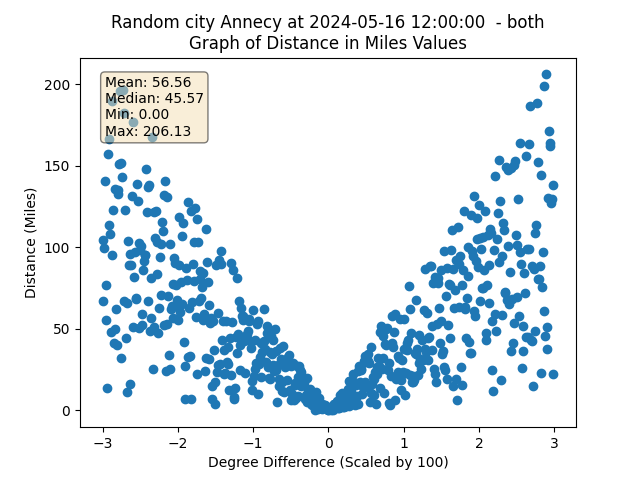 Random city Annecy at 2024-05-16 12:00:00  - both
Graph of Distance in Miles Values
Mean: 56.56
Median: 45.57
Min: 0.00
Max: 206.13
Distance (Miles)
200
150
100
50
0
−3 −2 −1 0 1 2 3
Degree Difference (Scaled by 100)